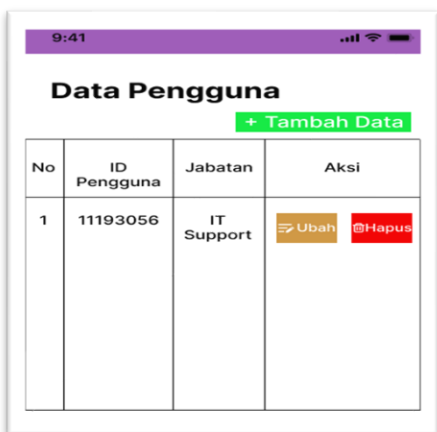 9:41
Data Pengguna
+ Tambah Data
No ID Pengguna Jabatan Aksi
1 11193056 IT Support Ubah Hapus